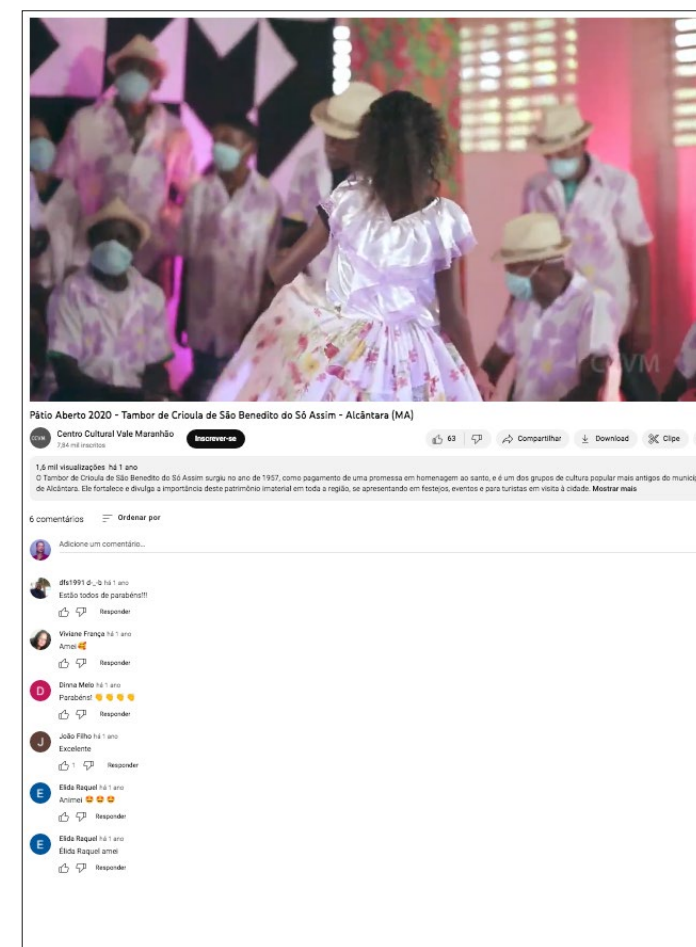 CCVM
Pátio Aberto 2020 - Tambor de Crioula de São Benedito do Só Assim - Alcântara (MA)
CCVM
Centro Cultural Vale Maranhão
7,84 mil inscritos
Inscrever-se
63
Compartilhar
Download
Clipe
1,6 mil visualizações há 1 ano
O Tambor de Crioula de São Benedito do Só Assim surgiu no ano de 1957, como pagamento de uma promessa em homenagem ao santo, e é um dos grupos de cultura popular mais antigos do municíp
de Alcântara. Ele fortalece e divulga a importância deste patrimônio imaterial em toda a região, se apresentando em festejos, eventos e para turistas em visita à cidade. Mostrar mais
6 comentários Ordenar por
Adicione um comentário...
dfs1991 d-_-b há 1 ano
Estão todos de parabéns!!!
Responder
Viviane França há 1 ano
Amei 🥰
Responder
D
Dinna Melo há 1 ano
Parabéns! 👏👏👏👏
Responder
J
João Filho há 1 ano
Excelente
1 Responder
E
Elida Raquel há 1 ano
Animei 🤩🤩🤩
Responder
E
Elida Raquel há 1 ano
Élida Raquel amei
Responder